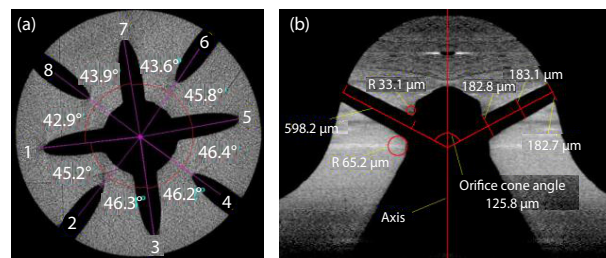 (a)
7
6
8
43.9°
43.6°
45.8°
42.9°
5
1
46.4°
45.2°
46.3°
46.2°
4
2
3
(b)
R 33.1 µm
182.8 µm
183.1 µm
598.2 µm
182.7 µm
R 65.2 µm
Orifice cone angle
125.8 µm
Axis